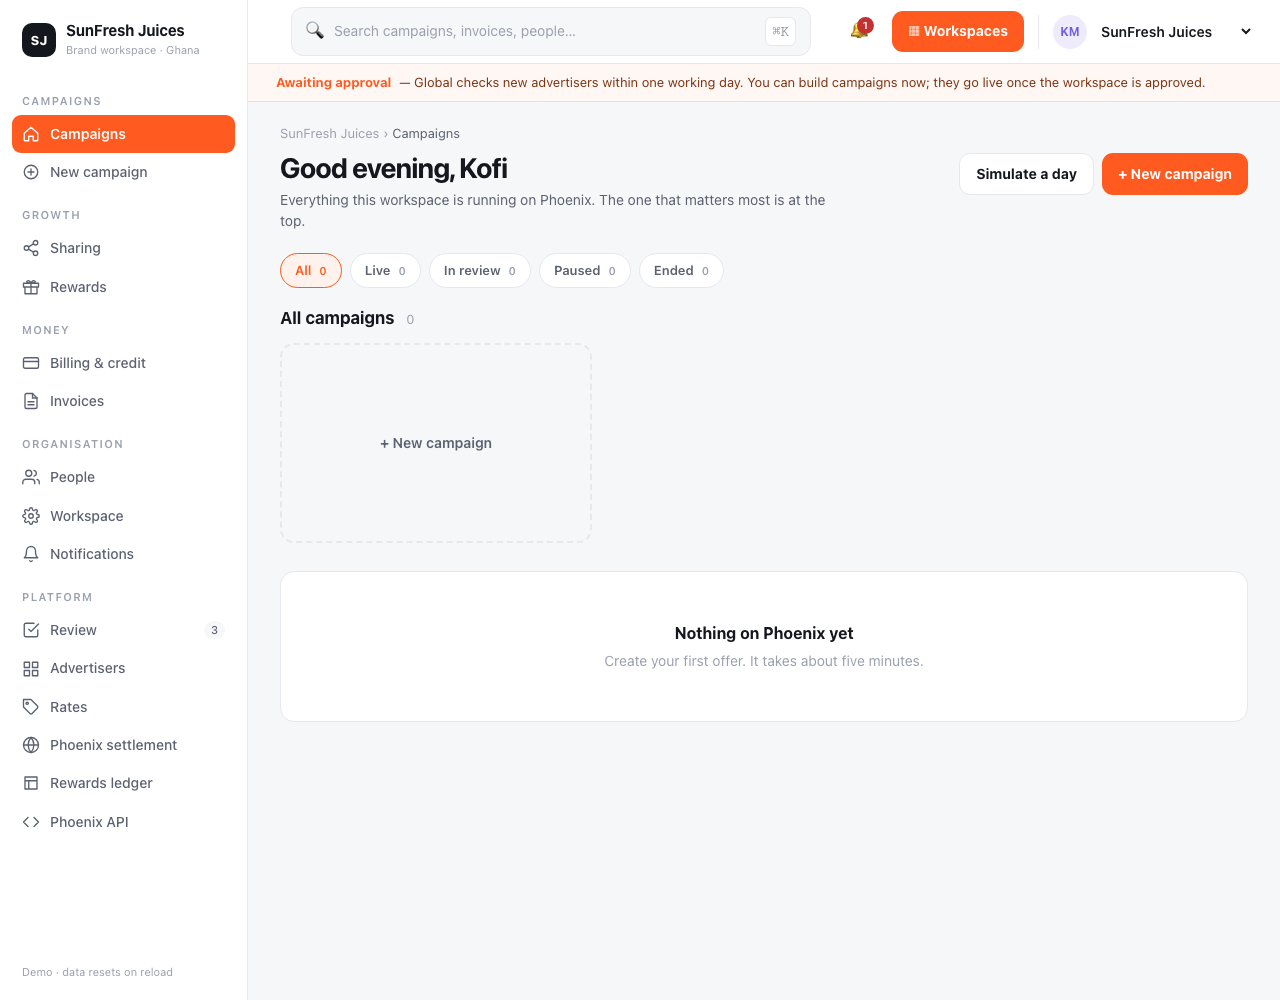 SJ
SunFresh Juices
Brand workspace · Ghana
CAMPAIGNS
Campaigns
New campaign
GROWTH
Sharing
Rewards
MONEY
Billing & credit
Invoices
ORGANISATION
People
Workspace
Notifications
PLATFORM
Review 3
Advertisers
Rates
Phoenix settlement
Rewards ledger
Phoenix API
Demo · data resets on reload
Search campaigns, invoices, people… ⌘K
1
Workspaces
KM SunFresh Juices
Awaiting approval — Global checks new advertisers within one working day. You can build campaigns now; they go live once the workspace is approved.
SunFresh Juices › Campaigns
Good evening, Kofi
Everything this workspace is running on Phoenix. The one that matters most is at the
top.
Simulate a day
+ New campaign
All 0 Live 0 In review 0 Paused 0 Ended 0
All campaigns 0
+ New campaign
Nothing on Phoenix yet
Create your first offer. It takes about five minutes.